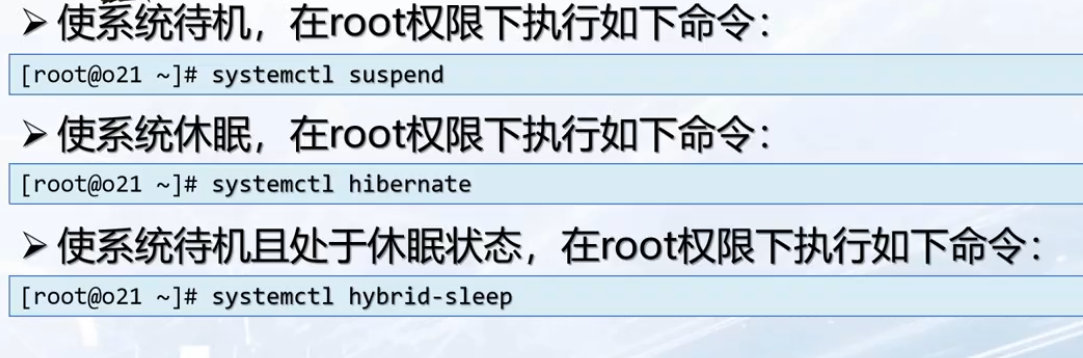 ➢ 使系统待机，在root权限下执行如下命令：
[root@o21 ~]# systemctl suspend
➢ 使系统休眠，在root权限下执行如下命令：
[root@o21 ~]# systemctl hibernate
➢ 使系统待机且处于休眠状态，在root权限下执行如下命令：
[root@o21 ~]# systemctl hybrid-sleep